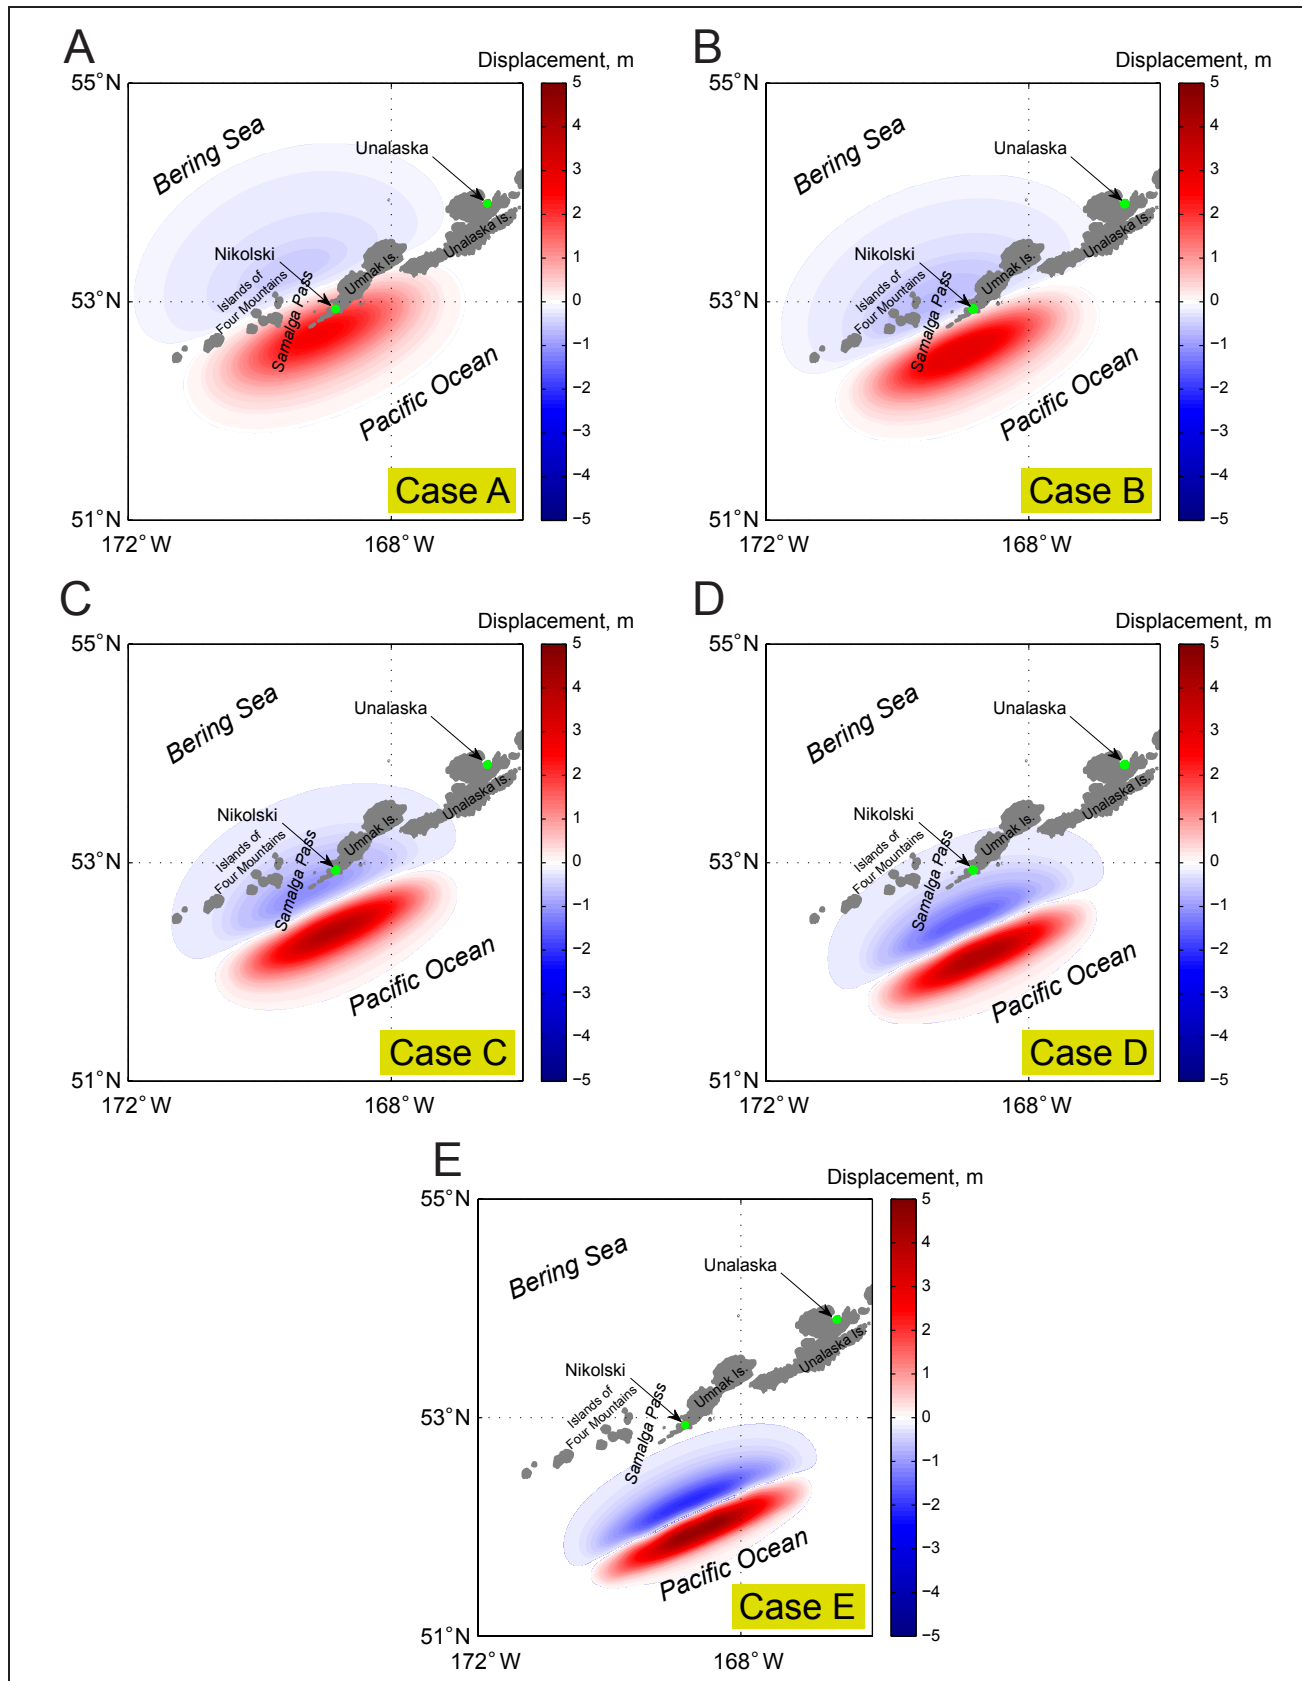 A
Displacement, m
55°N
53°N
51°N
172°W
168°W
Bering Sea
Unalaska
Unalaska Is.
Nikolski
Umnak Is.
Islands of
Four Mountains
Samalga Pass
Pacific Ocean
Case A
5
4
3
2
1
0
−1
−2
−3
−4
−5
B
Displacement, m
55°N
53°N
51°N
172°W
168°W
Bering Sea
Unalaska
Unalaska Is.
Nikolski
Umnak Is.
Islands of
Four Mountains
Samalga Pass
Pacific Ocean
Case B
5
4
3
2
1
0
−1
−2
−3
−4
−5
C
Displacement, m
55°N
53°N
51°N
172°W
168°W
Bering Sea
Unalaska
Unalaska Is.
Nikolski
Umnak Is.
Islands of
Four Mountains
Samalga Pass
Pacific Ocean
Case C
5
4
3
2
1
0
−1
−2
−3
−4
−5
D
Displacement, m
55°N
53°N
51°N
172°W
168°W
Bering Sea
Unalaska
Unalaska Is.
Nikolski
Umnak Is.
Islands of
Four Mountains
Samalga Pass
Pacific Ocean
Case D
5
4
3
2
1
0
−1
−2
−3
−4
−5
E
Displacement, m
55°N
53°N
51°N
172°W
168°W
Bering Sea
Unalaska
Unalaska Is.
Nikolski
Umnak Is.
Islands of
Four Mountains
Samalga Pass
Pacific Ocean
Case E
5
4
3
2
1
0
−1
−2
−3
−4
−5